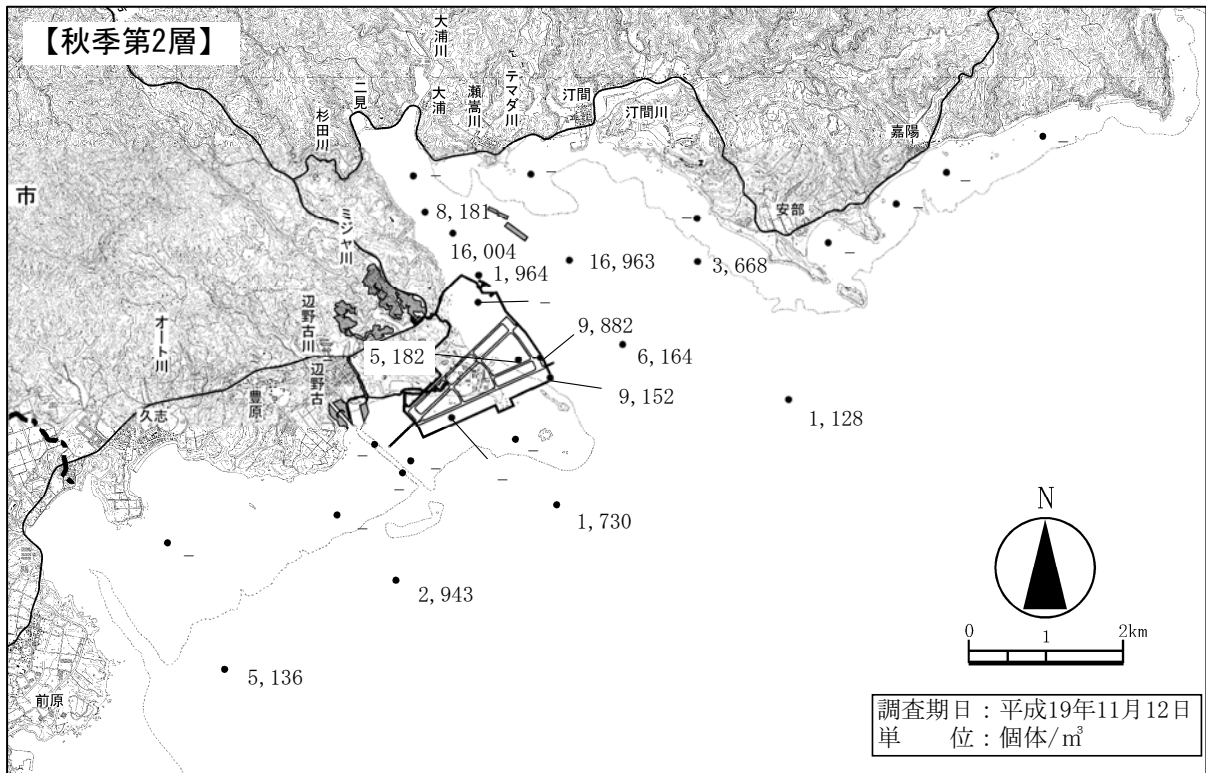 【秋季第2層】
大浦川
大浦
二見
杉田川
瀬嵩川
テマダ川
汀間
汀間川
嘉陽
安部
市
ミジャ川
辺野古川
辺野古
オート川
豊原
久志
前原
–
–
–
–
–
–
–
8,181
16,004
1,964
16,963
3,668
–
9,882
5,182
6,164
9,152
1,128
–
–
–
–
–
–
–
1,730
2,943
5,136
N
0 1 2km
調査期日：平成19年11月12日
単　　位：個体/㎥